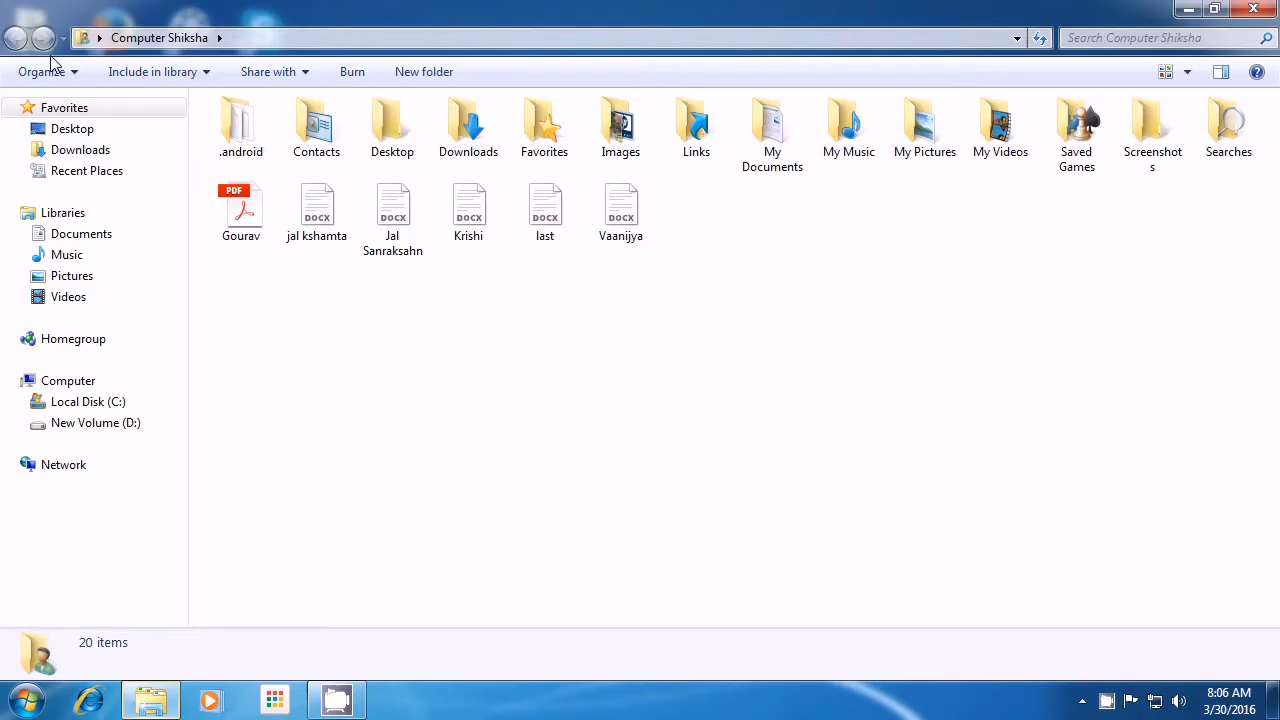 Computer Shiksha
Search Computer Shiksha
Organize Include in library Share with Burn New folder
Favorites
Desktop
Downloads
Recent Places
Libraries
Documents
Music
Pictures
Videos
Homegroup
Computer
Local Disk (C:)
New Volume (D:)
Network
.android Contacts Desktop Downloads Favorites Images Links My Music My Pictures My Videos
My
Documents
Saved
Games
Screenshot
s
Searches
PDF
Gourav
DOCX
jal kshamta
DOCX
Jal
Sanraksahn
DOCX
Krishi
DOCX
last
DOCX
Vaanijya
20 items
8:06 AM
3/30/2016